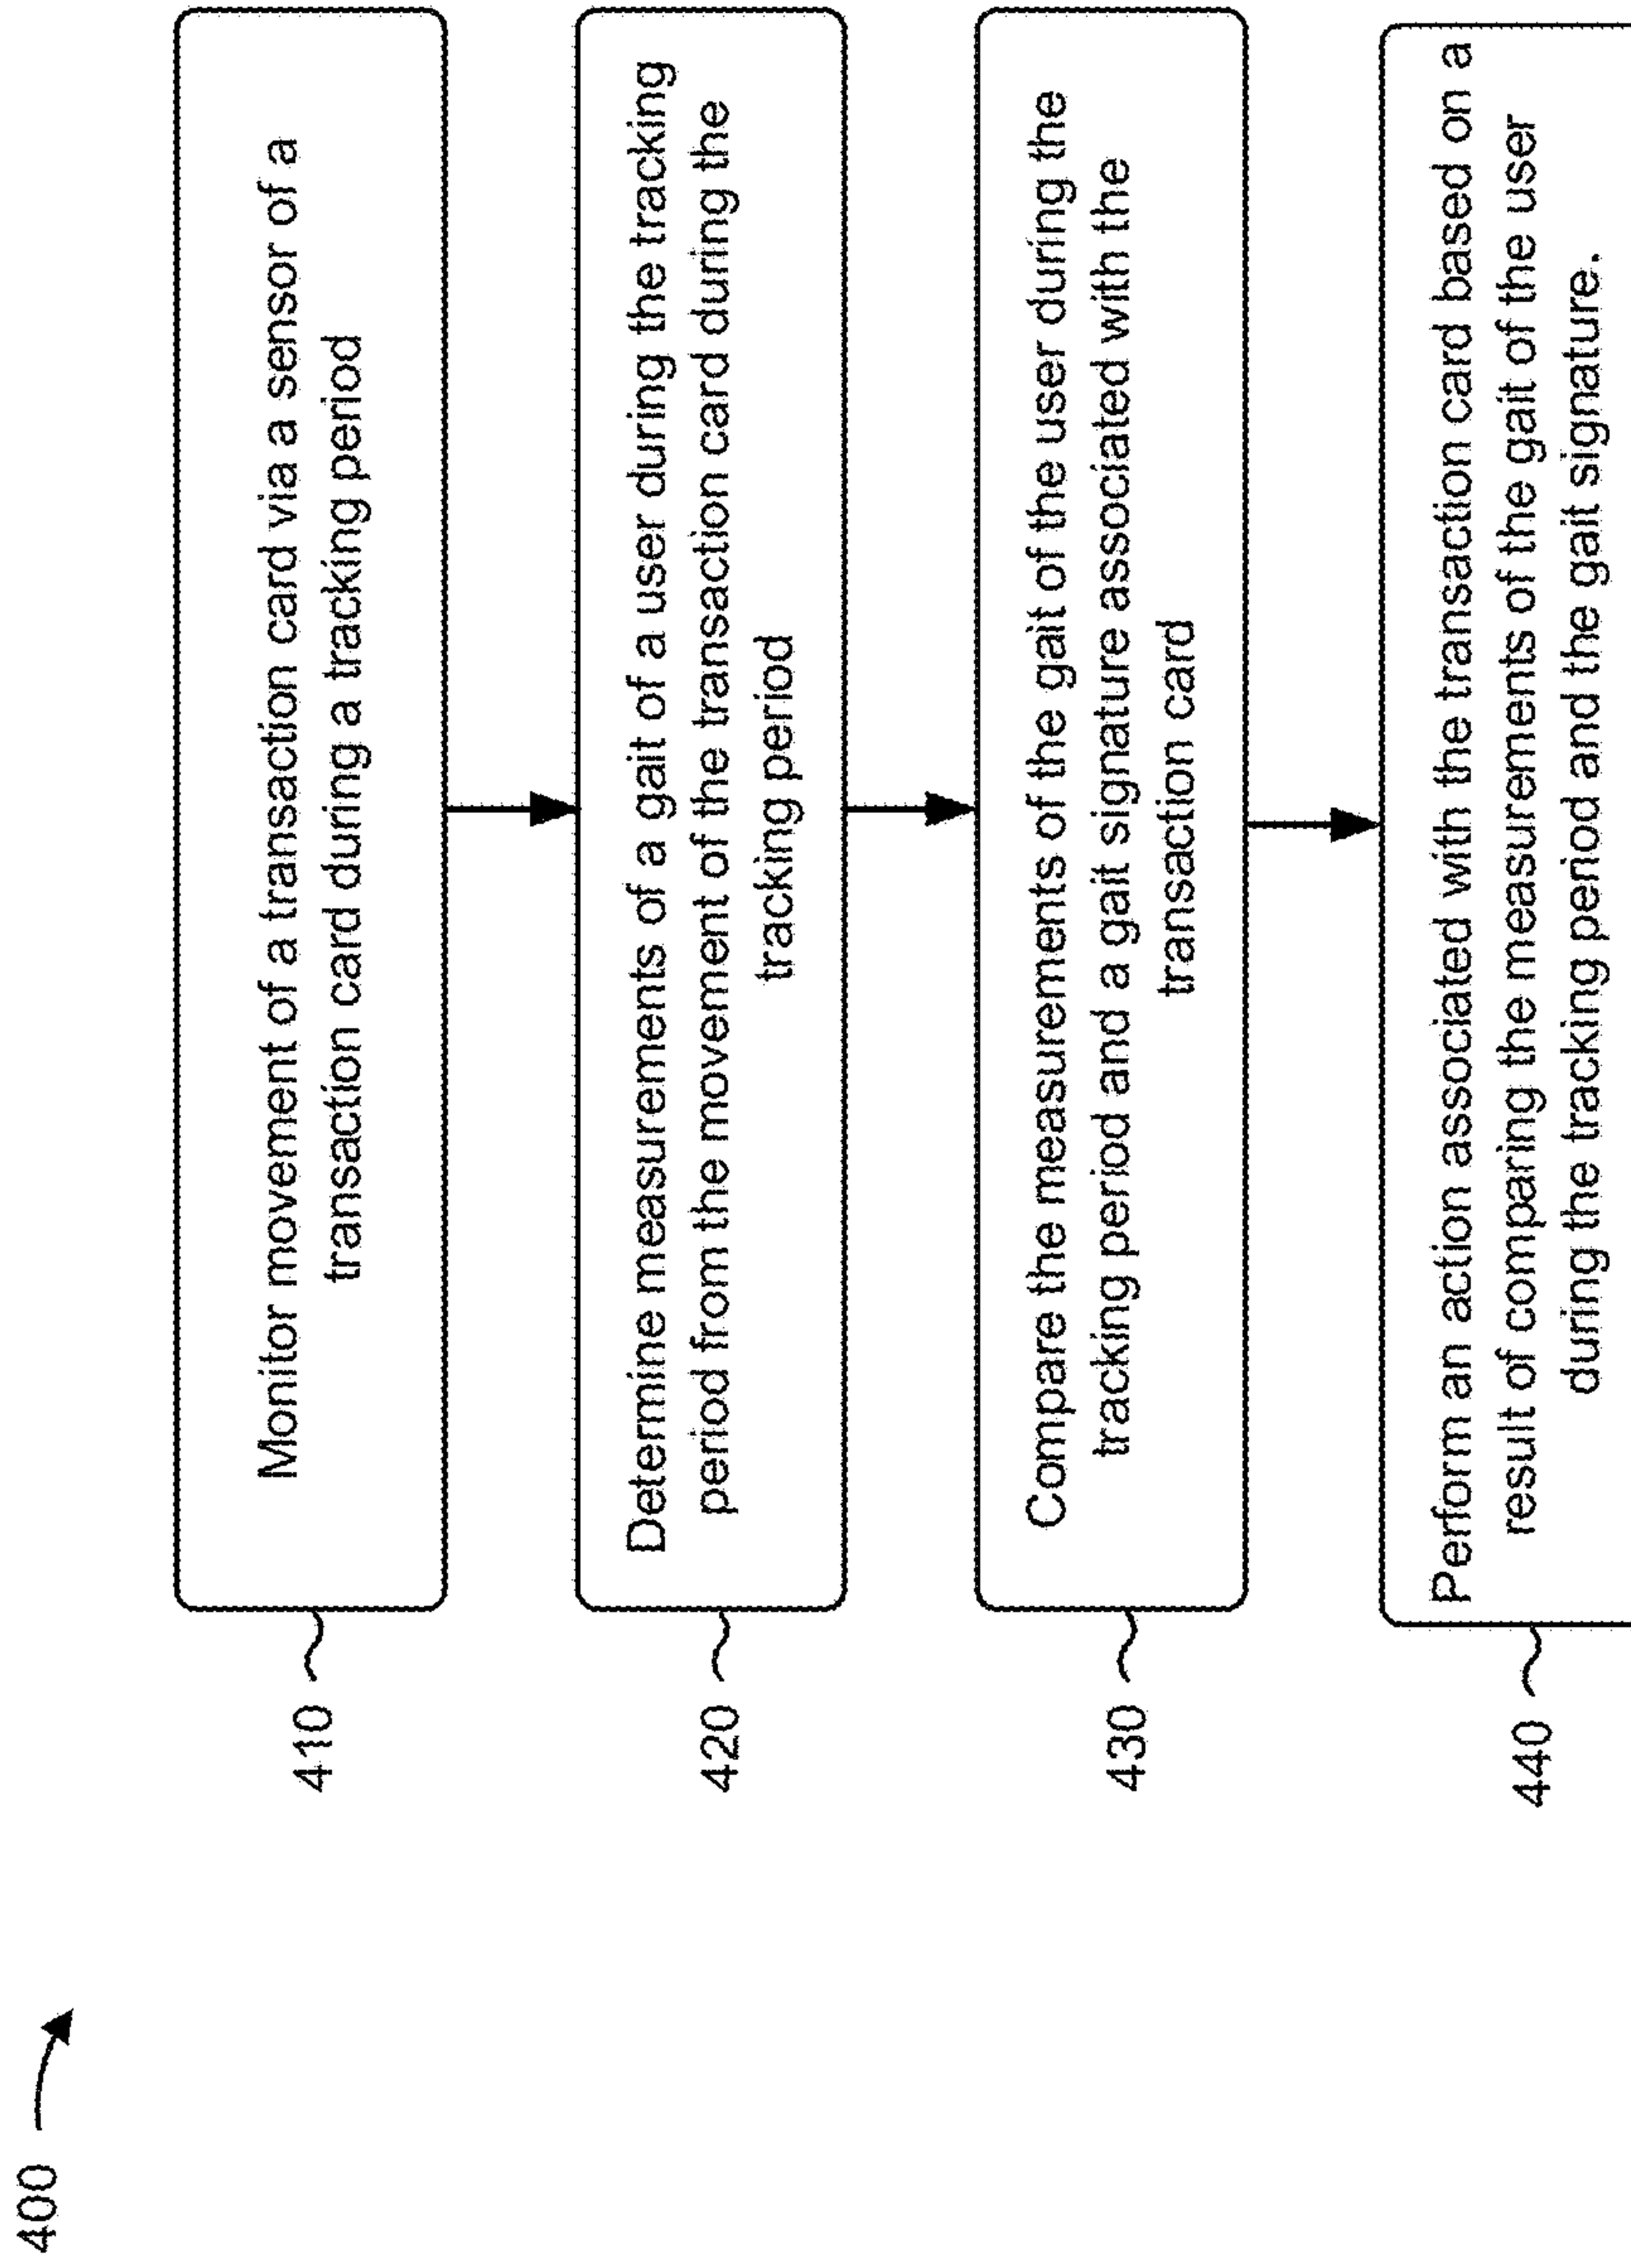 400
410
Monitor movement of a transaction card via a sensor of a
transaction card during a tracking period
420
Determine measurements of a gait of a user during the tracking
period from the movement of the transaction card during the
tracking period
430
Compare the measurements of the gait of the user during the
tracking period and a gait signature associated with the
transaction card
440
Perform an action associated with the transaction card based on a
result of comparing the measurements of the gait of the user
during the tracking period and the gait signature.